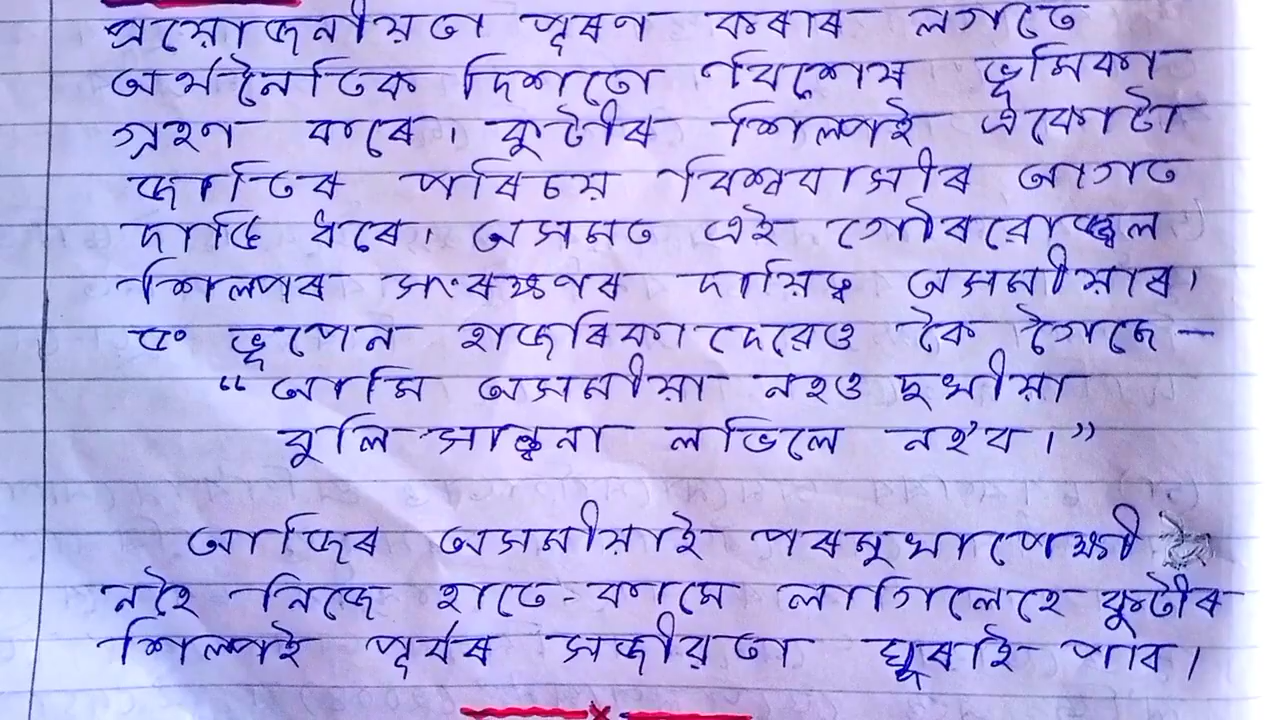 প্ৰয়োজনীয়তা পূৰণ কৰাৰ লগতে
অৰ্থনৈতিক দিশতো বিশেষ ভূমিকা
গ্ৰহণ কৰে। কুটীৰ শিল্পই একোটা
জাতিৰ পৰিচয় বিশ্ববাসীৰ আগত
দাঙি ধৰে। অসমত এই গৌৰৱোজ্জ্বল
শিল্পৰ সংৰক্ষণৰ দায়িত্ব অসমীয়াৰ।
ড॰ ভূপেন হাজৰিকাদেৱেও কৈ গৈছে –
“আমি অসমীয়া নহও দুখীয়া
বুলি সান্ত্বনা লভিলে নহ’ব।”
আজিৰ অসমীয়াই পৰমুখাপেক্ষী
নহৈ নিজে হাতে-কামে লাগিলেহে কুটীৰ
শিল্পই পূৰ্বৰ সজীৱতা ঘূৰাই পাব।